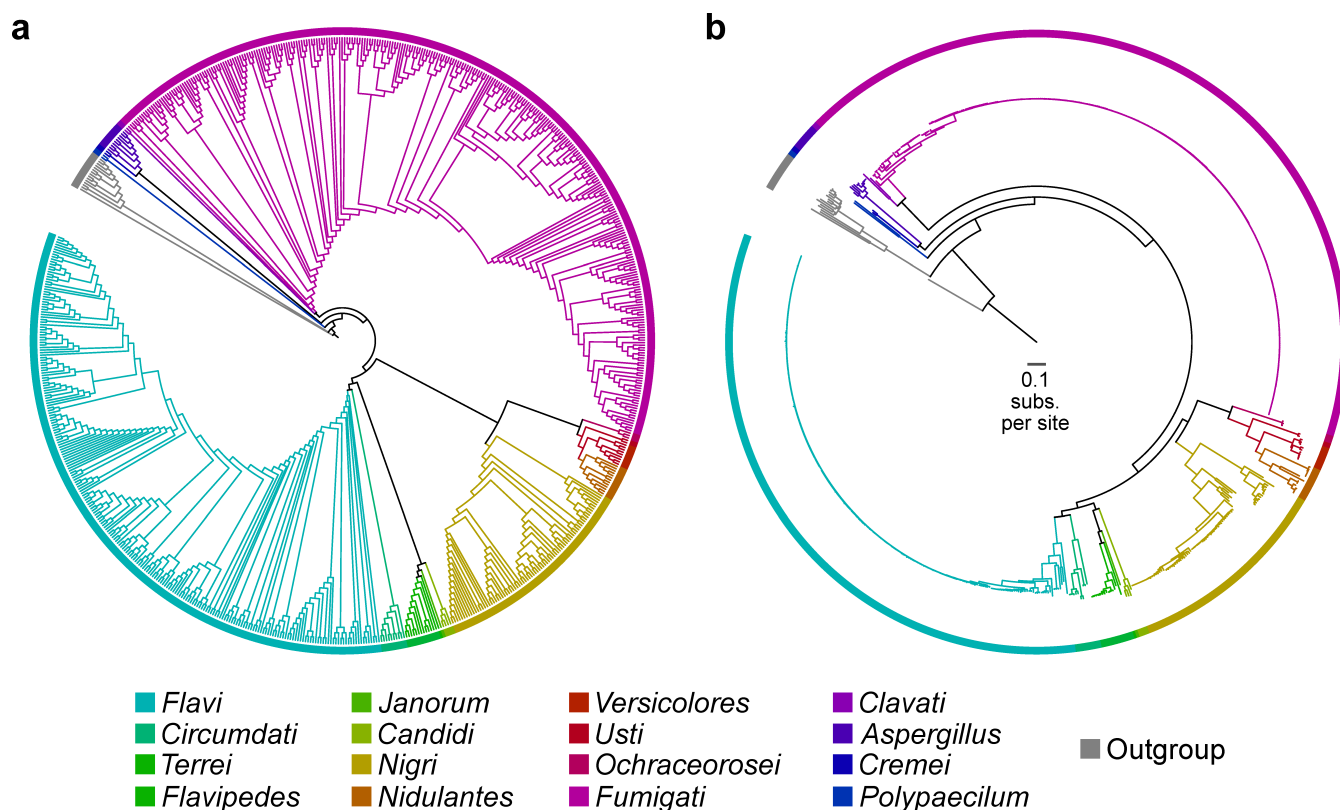 a
b
0.1
subs.
per site
Flavi
Circumdati
Terrei
Flavipedes
Janorum
Candidi
Nigri
Nidulantes
Versicolores
Usti
Ochraceorosei
Fumigati
Clavati
Aspergillus
Cremei
Polypaecilum
Outgroup